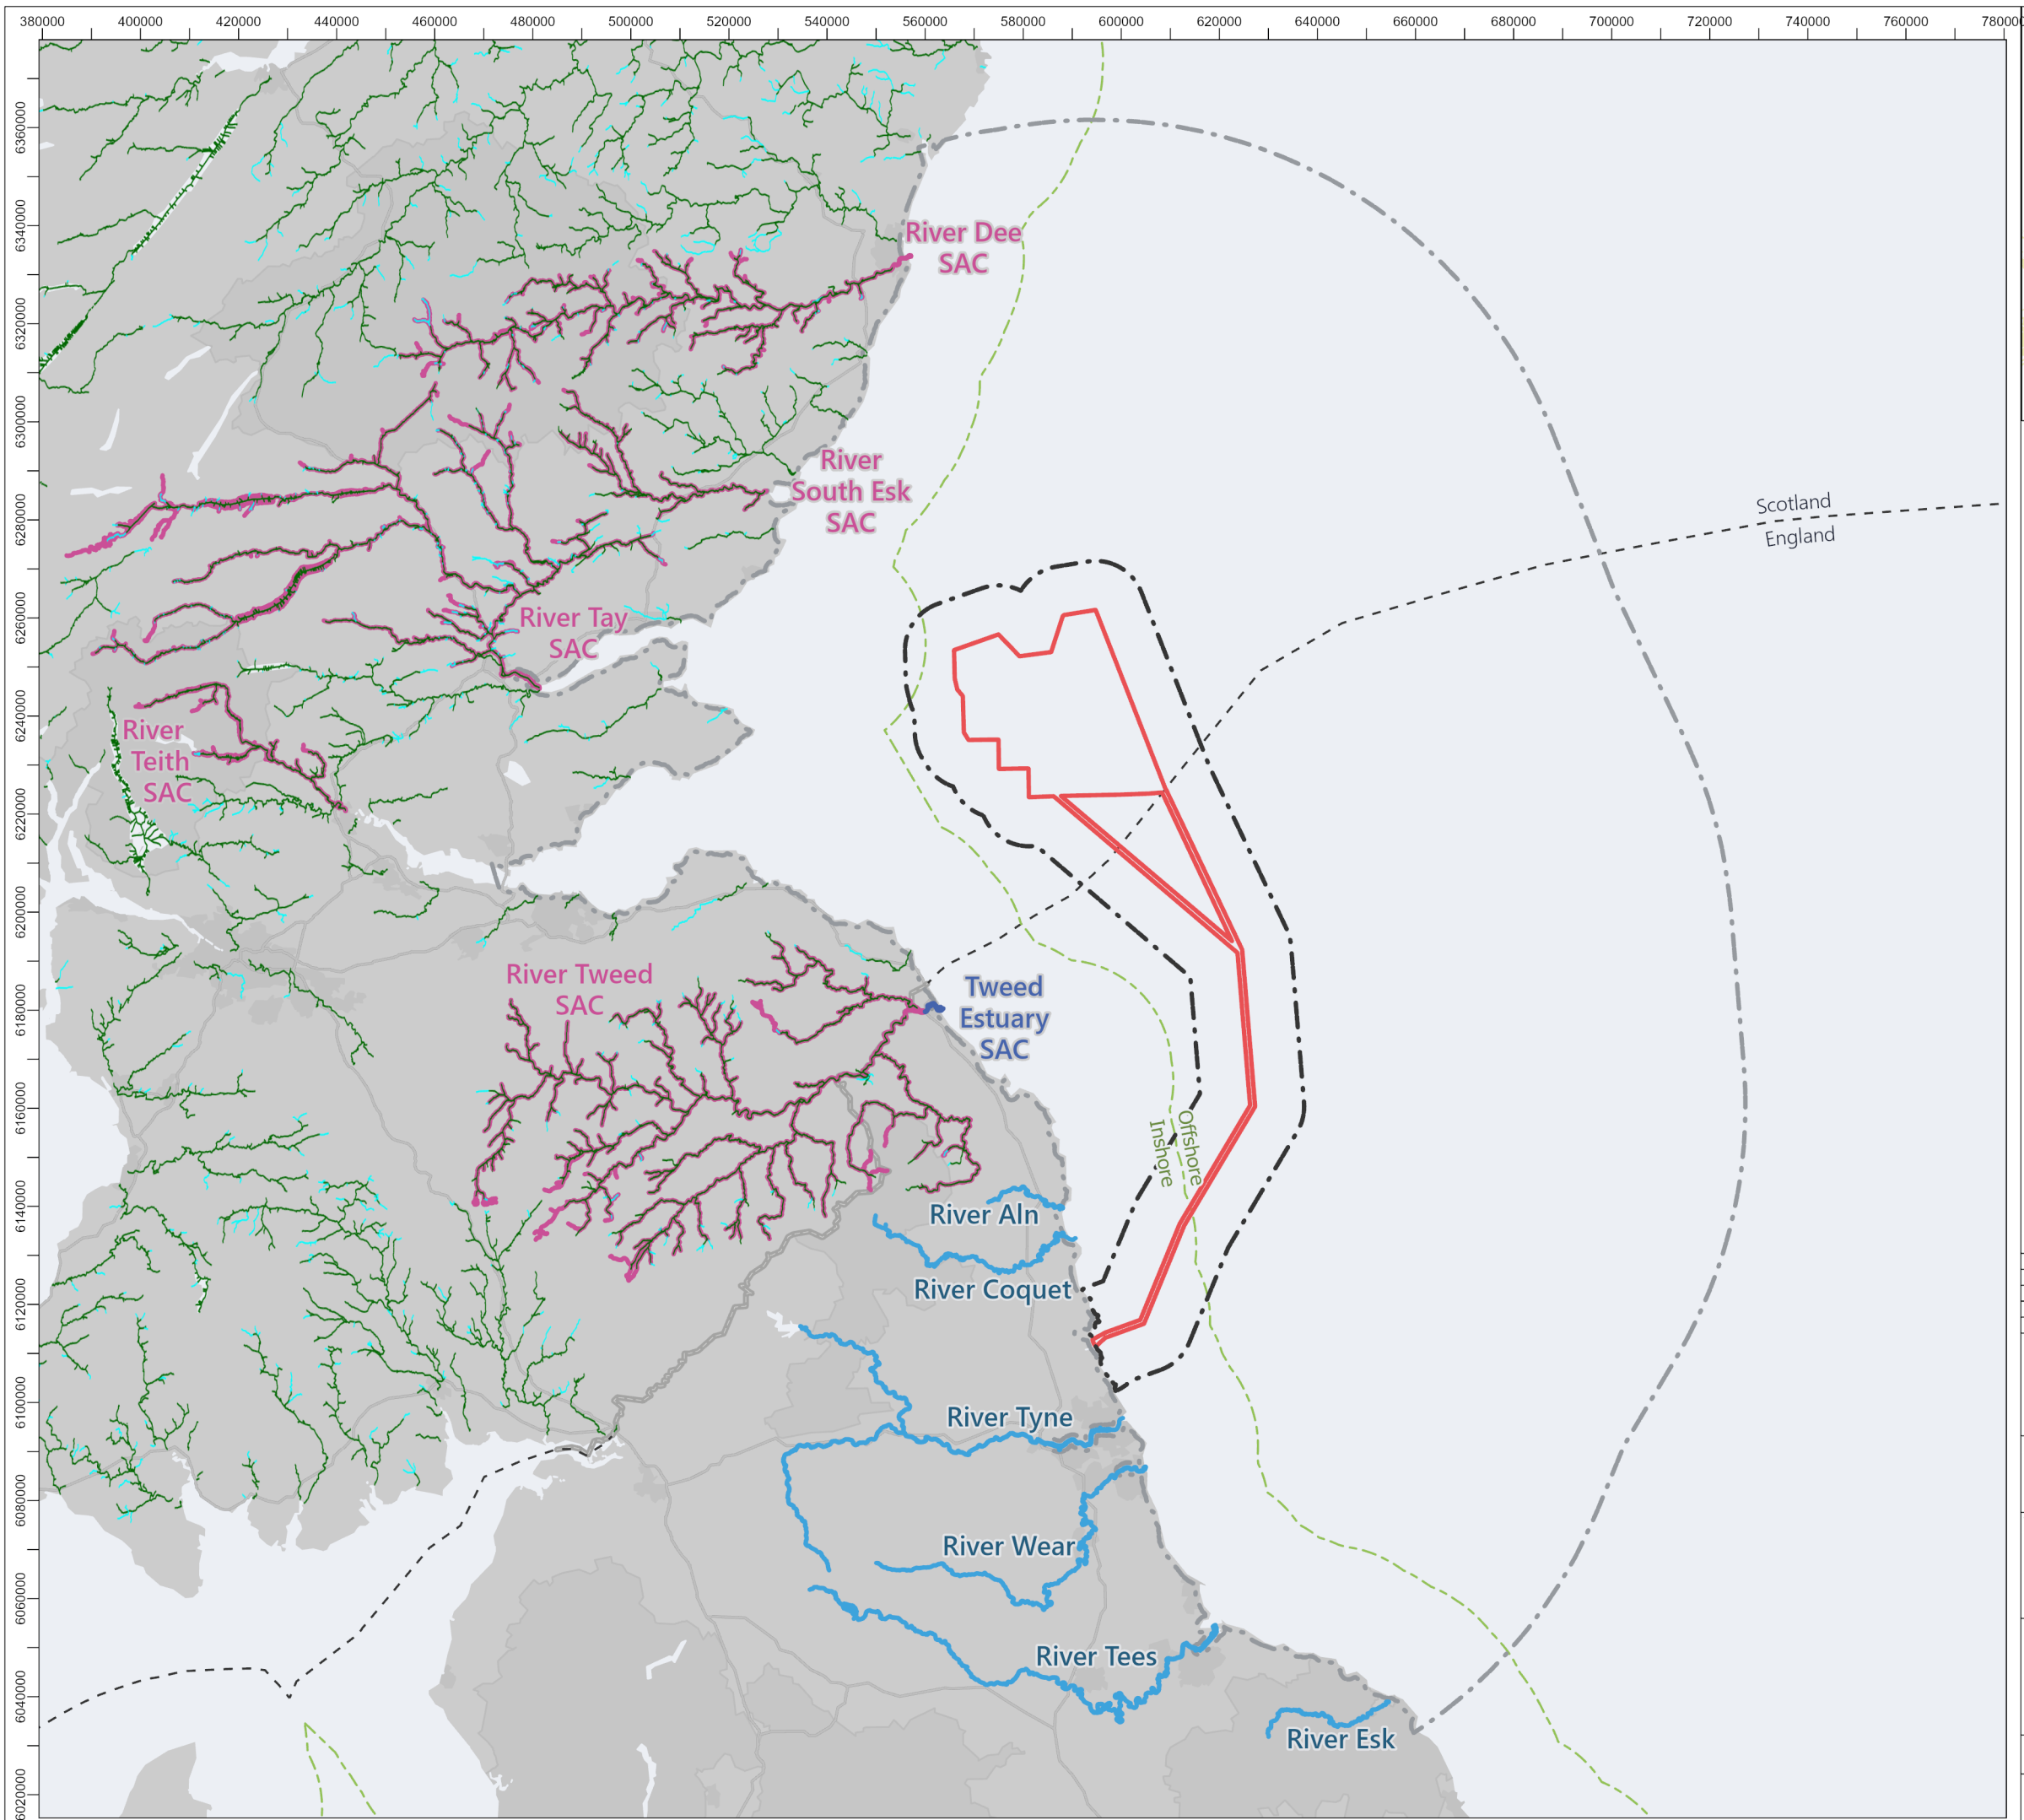 380000 400000 420000 440000 460000 480000 500000 520000 540000 560000 580000 600000 620000 640000 660000 680000 700000 720000 740000 760000 780000
6360000
6340000
6320000
6300000
6280000
6260000
6240000
6220000
6200000
6180000
6160000
6140000
6120000
6100000
6080000
6060000
6040000
6020000
River Dee
SAC
River
South Esk
SAC
Scotland
England
River Tay
SAC
River
Teith
SAC
River Tweed
SAC
Tweed
Estuary
SAC
Offshore
Inshore
River Aln
River Coquet
River Tyne
River Wear
River Tees
River Esk